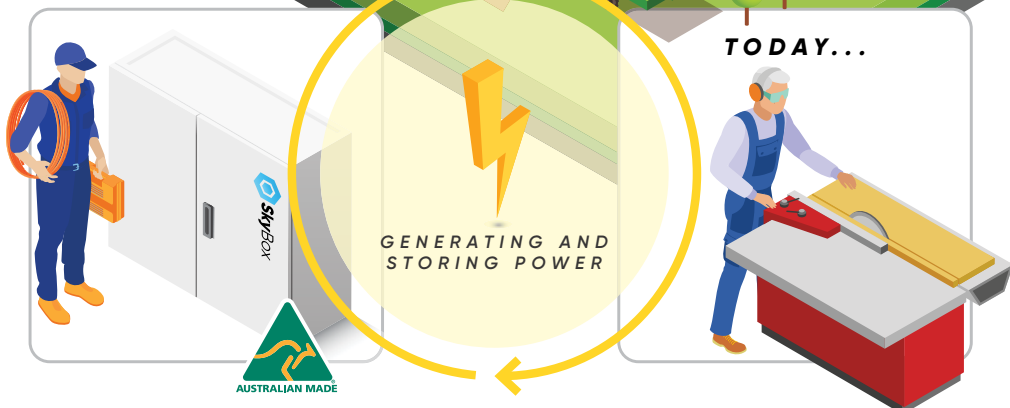 TODAY...
SkyBox
GENERATING AND
STORING POWER
AUSTRALIAN MADE